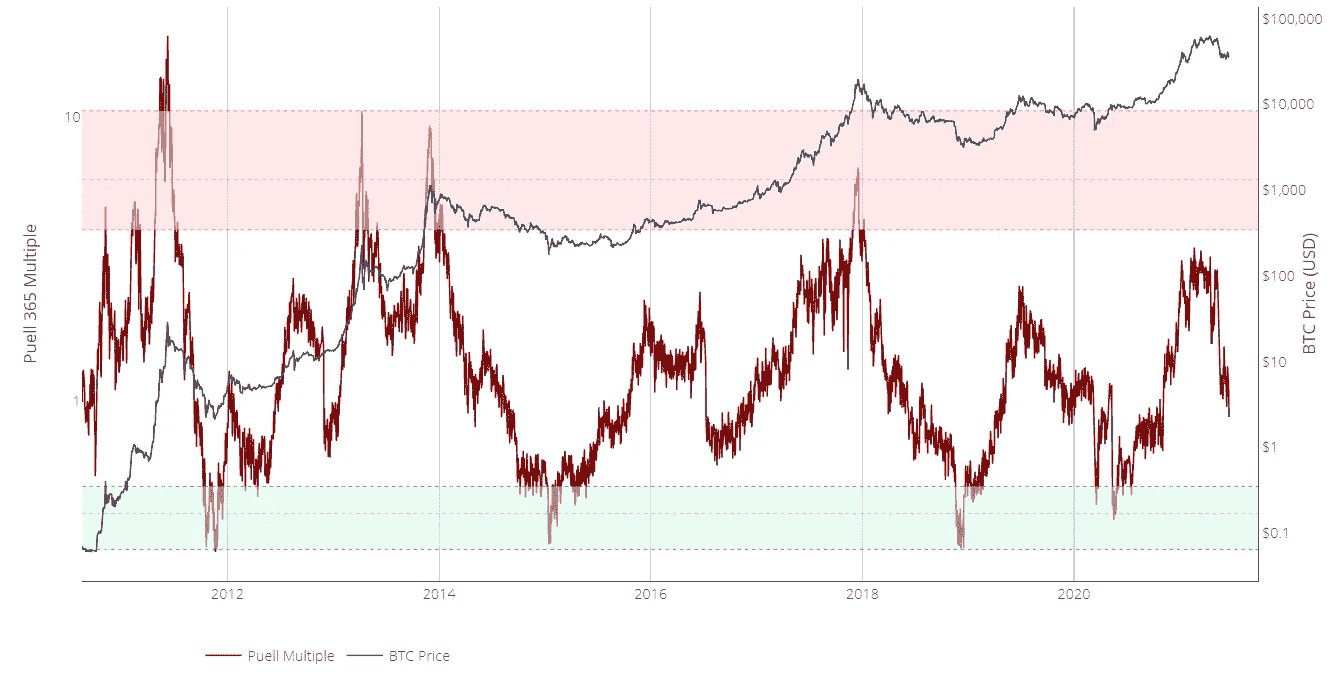 Puell 365 Multiple
10
1
$100,000
$10,000
$1,000
$100
$10
$1
$0.1
BTC Price (USD)
2012 2014 2016 2018 2020
Puell Multiple BTC Price